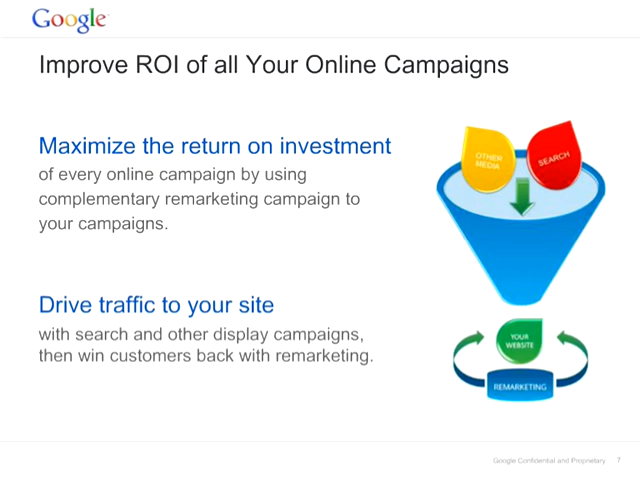 Google
Improve ROI of all Your Online Campaigns
Maximize the return on investment
of every online campaign by using
complementary remarketing campaign to
your campaigns.
OTHER
MEDIA
SEARCH
Drive traffic to your site
with search and other display campaigns,
then win customers back with remarketing.
YOUR
WEBSITE
REMARKETING
Google Confidential and Proprietary 7